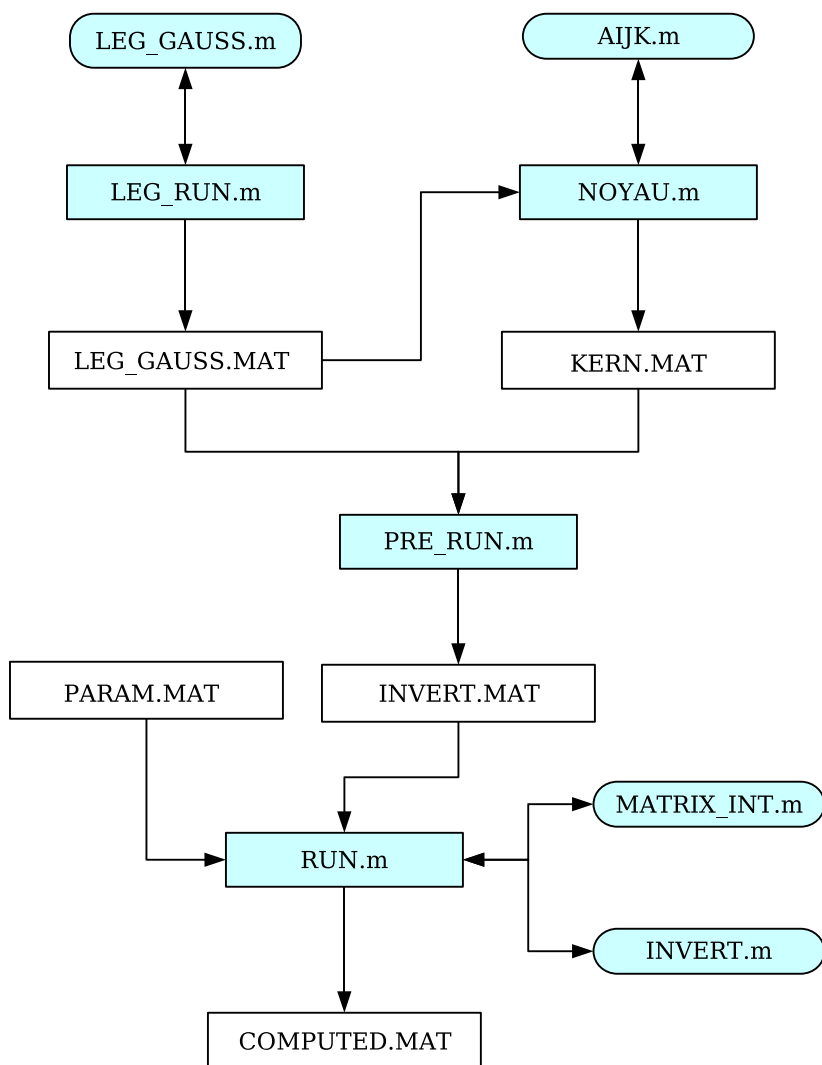 LEG_GAUSS.m
AIJK.m
LEG_RUN.m
NOYAU.m
LEG_GAUSS.MAT
KERN.MAT
PRE_RUN.m
PARAM.MAT
INVERT.MAT
MATRIX_INT.m
RUN.m
INVERT.m
COMPUTED.MAT